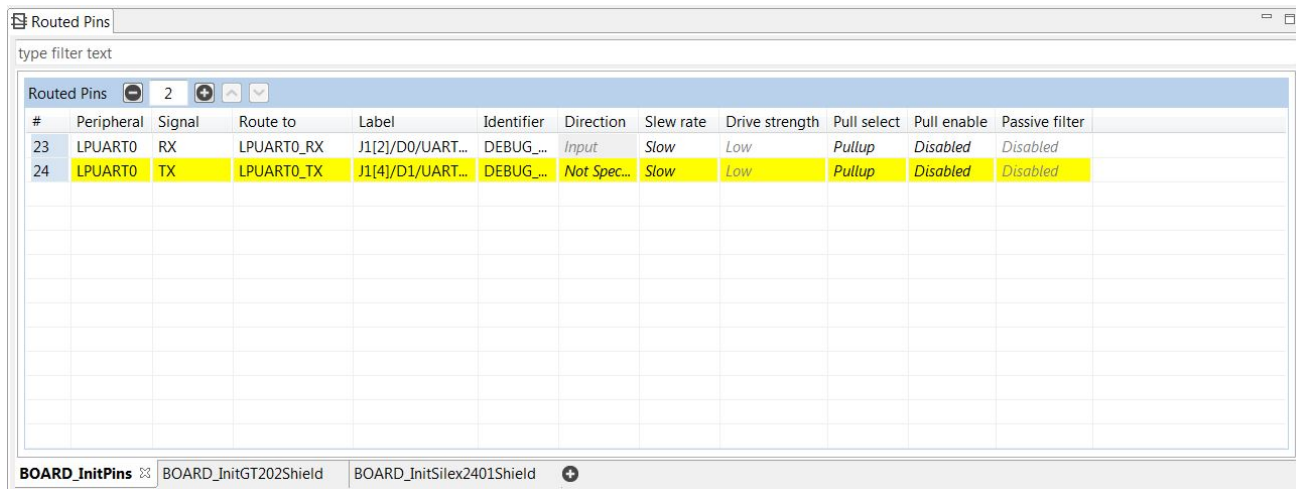 Routed Pins
type filter text
Routed Pins 2
# Peripheral Signal Route to Label Identifier Direction Slew rate Drive strength Pull select Pull enable Passive filter
23 LPUART0 RX LPUART0_RX J1[2]/D0/UART... DEBUG_... Input Slow Low Pullup Disabled Disabled
24 LPUART0 TX LPUART0_TX J1[4]/D1/UART... DEBUG_... Not Spec... Slow Low Pullup Disabled Disabled
BOARD_InitPins BOARD_InitGT202Shield BOARD_InitSilex2401Shield